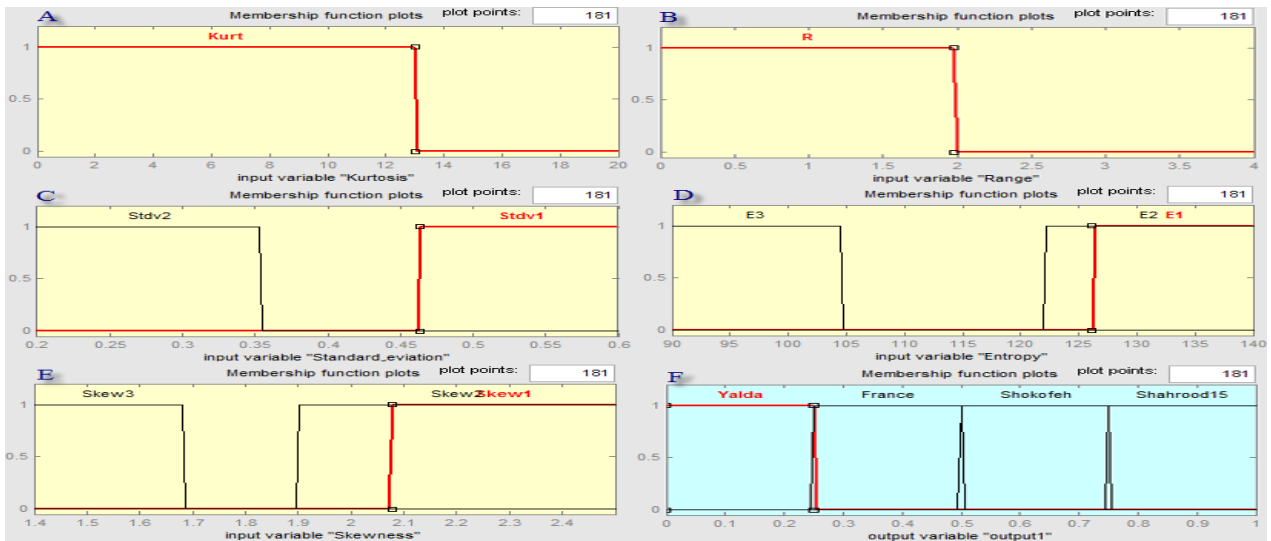 A
Membership function plots plot points: 181
Kurt
1
0.5
0
0 2 4 6 8 10 12 14 16 18 20
input variable "Kurtosis"
B
Membership function plots plot points: 181
R
1
0.5
0
0 0.5 1 1.5 2 2.5 3 3.5 4
input variable "Range"
C
Membership function plots plot points: 181
Stdv2 Stdv1
1
0.5
0
0.2 0.25 0.3 0.35 0.4 0.45 0.5 0.55 0.6
input variable "Standard_eviation"
D
Membership function plots plot points: 181
E3 E2 E1
1
0.5
0
90 95 100 105 110 115 120 125 130 135 140
input variable "Entropy"
E
Membership function plots plot points: 181
Skew3 Skew2 Skew1
1
0.5
0
1.4 1.5 1.6 1.7 1.8 1.9 2 2.1 2.2 2.3 2.4
input variable "Skewness"
F
Membership function plots plot points: 181
Yalda France Shokofeh Shahrood15
1
0.5
0
0 0.1 0.2 0.3 0.4 0.5 0.6 0.7 0.8 0.9 1
output variable "output1"